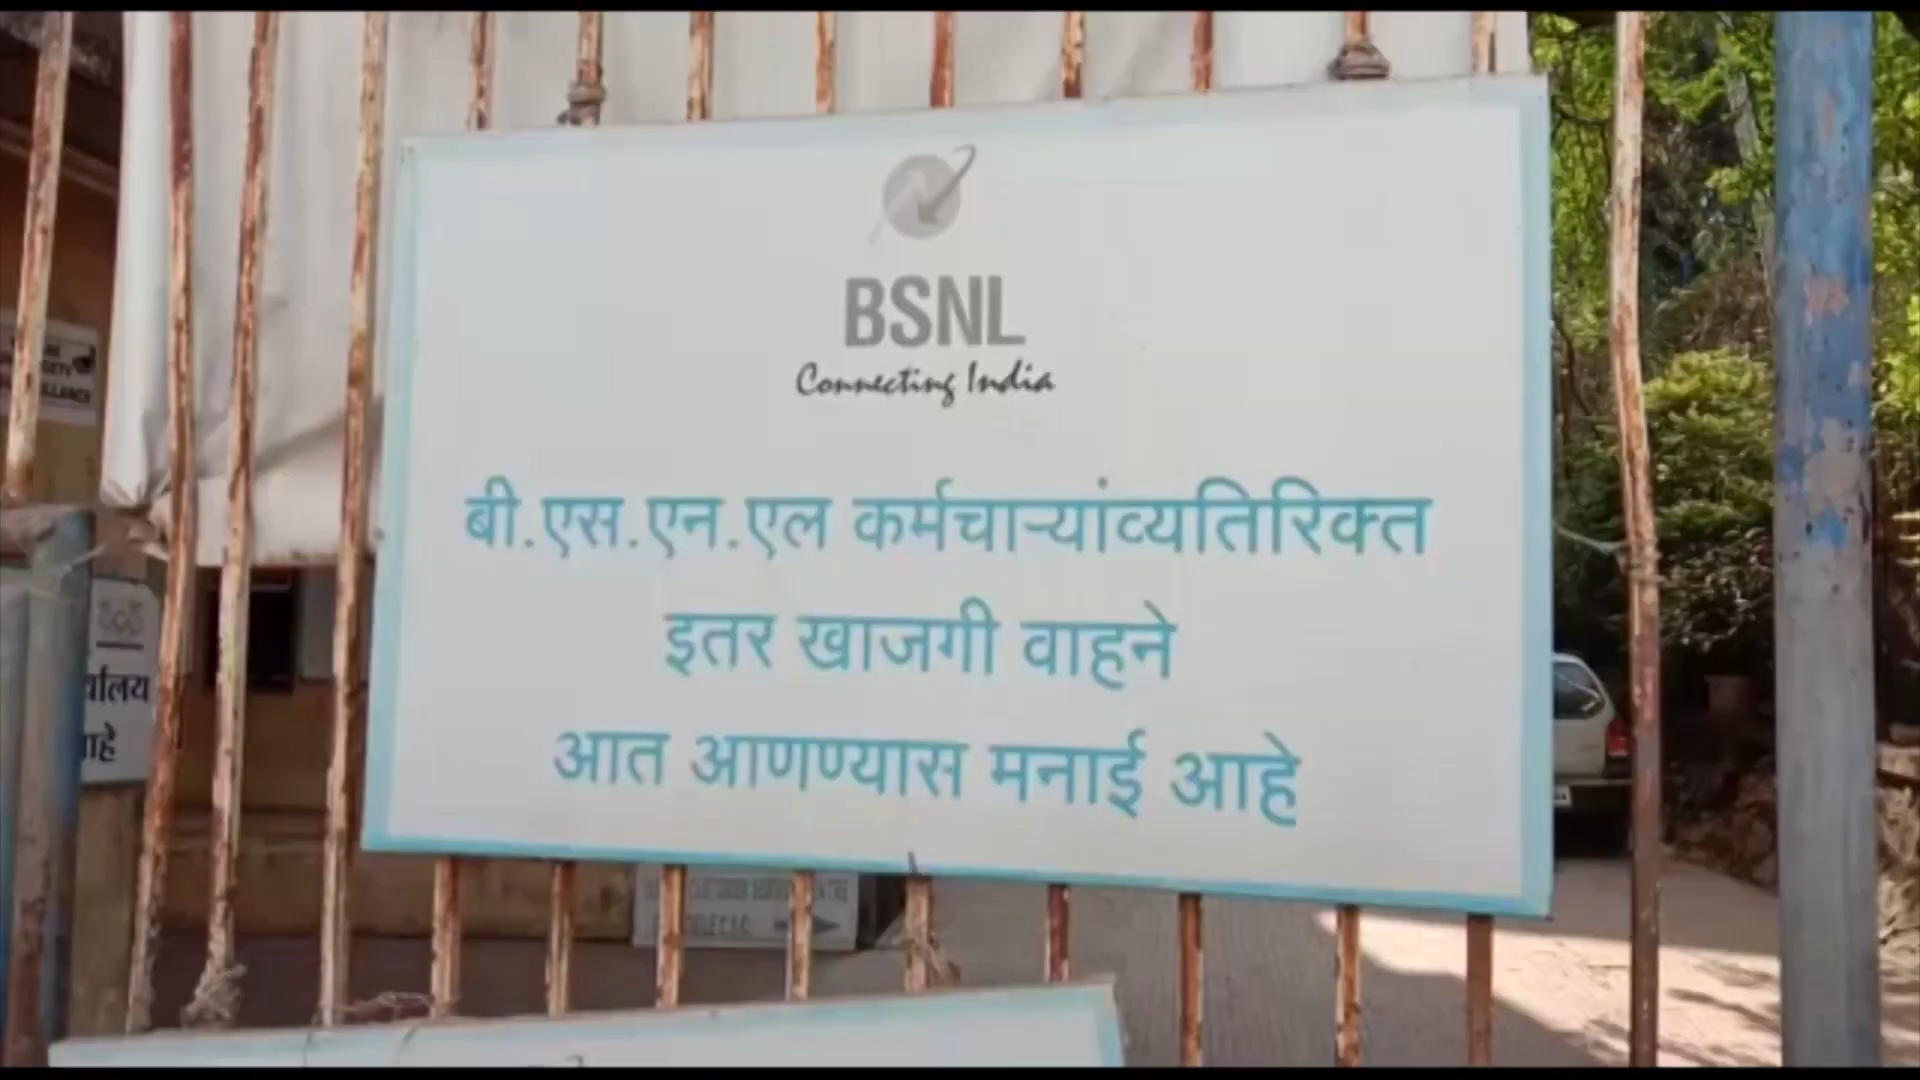 BSNL
Connecting India
बी.एस.एन.एल कर्मचाऱ्यांव्यतिरिक्त
इतर खाजगी वाहने
आत आणण्यास मनाई आहे